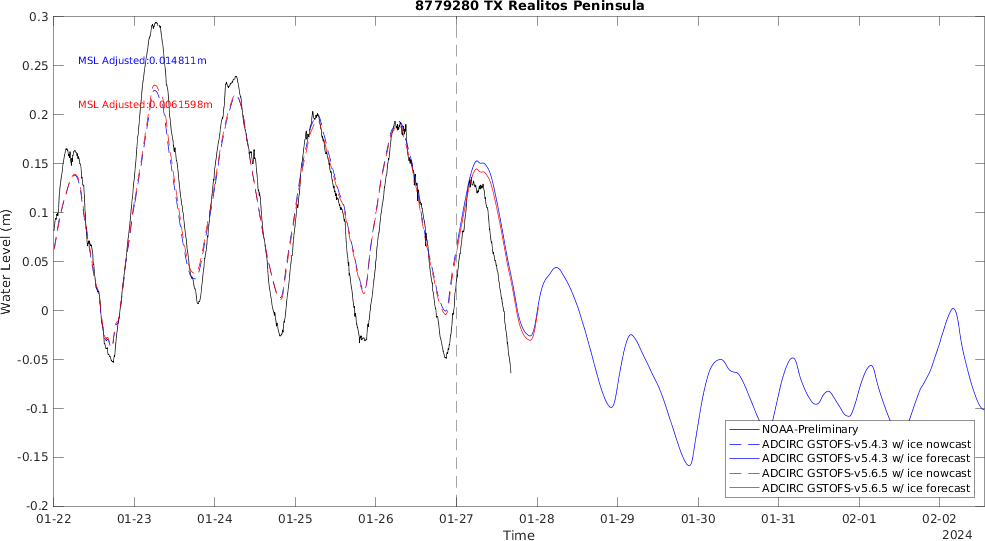 8779280 TX Realitos Peninsula
0.3
0.25
0.2
0.15
0.1
0.05
0
-0.05
-0.1
-0.15
-0.2
Water Level (m)
MSL Adjusted:0.014811m
MSL Adjusted:0.0061598m
NOAA-Preliminary
ADCIRC GSTOFS-v5.4.3 w/ ice nowcast
ADCIRC GSTOFS-v5.4.3 w/ ice forecast
ADCIRC GSTOFS-v5.6.5 w/ ice nowcast
ADCIRC GSTOFS-v5.6.5 w/ ice forecast
01-22 01-23 01-24 01-25 01-26 01-27 01-28 01-29 01-30 01-31 02-01 02-02
Time
2024